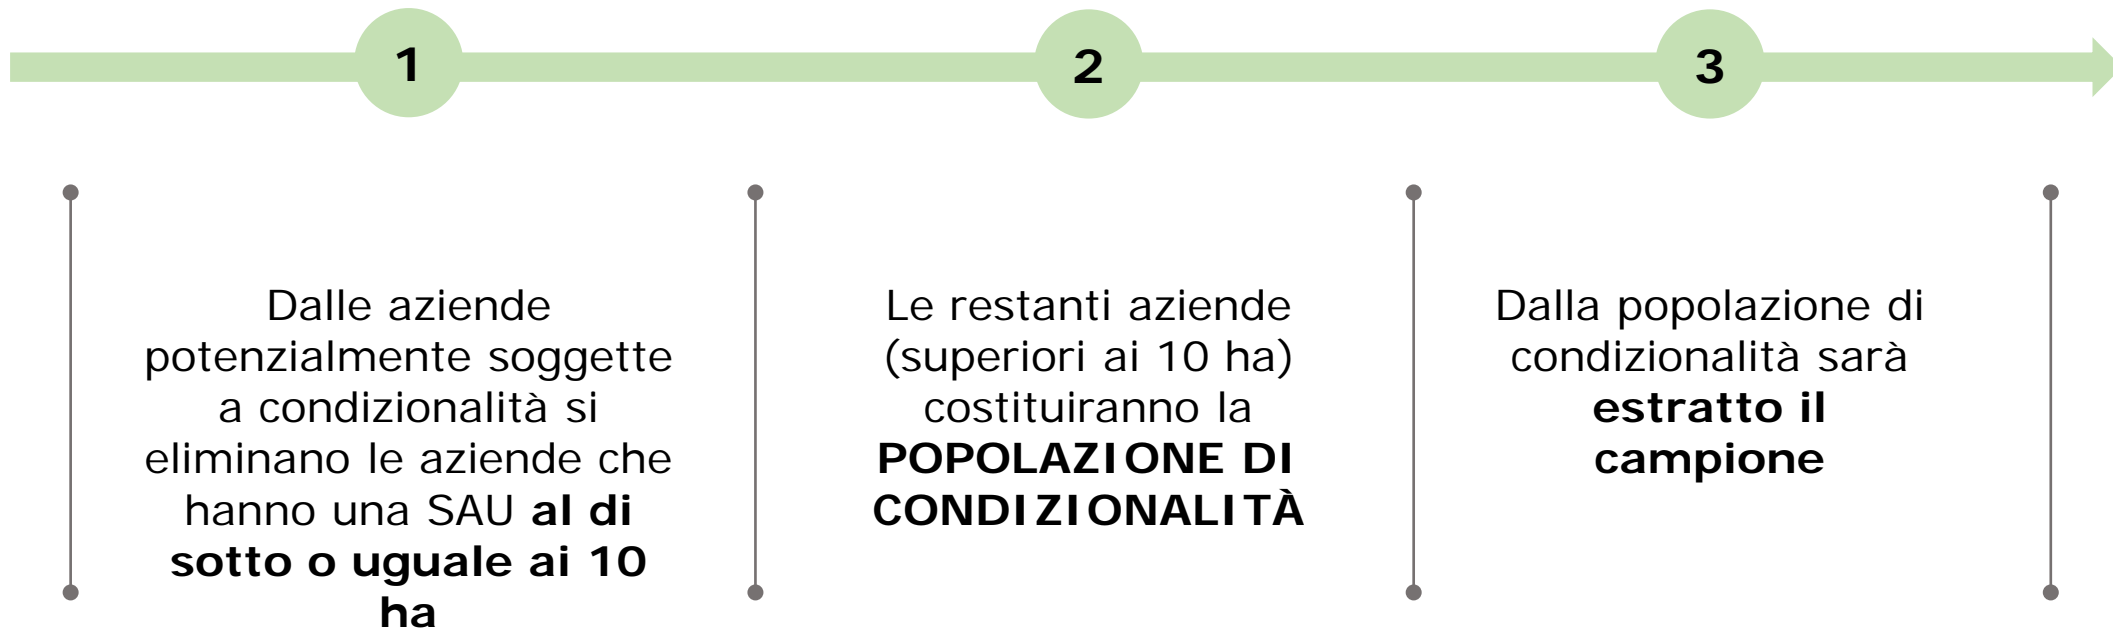 1
2
3
Dalle aziende
potenzialmente soggette
a condizionalità si
eliminano le aziende che
hanno una SAU al di
sotto o uguale ai 10
ha
Le restanti aziende
(superiori ai 10 ha)
costituiranno la
POPOLAZIONE DI
CONDIZIONALITÀ
Dalla popolazione di
condizionalità sarà
estratto il
campione